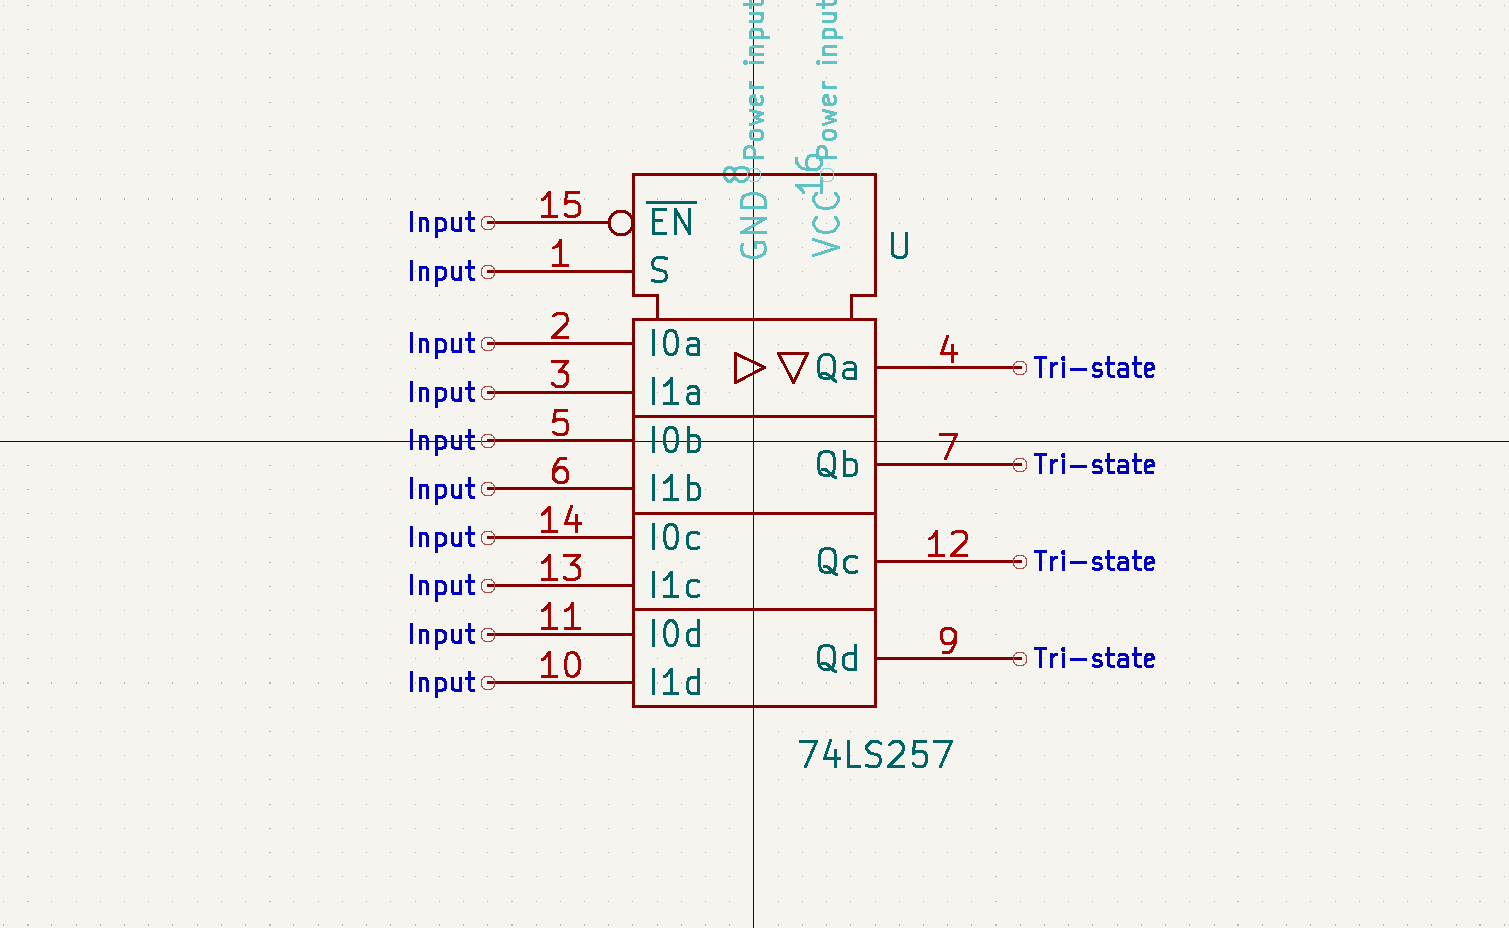 Power input
Power input
8
16
GND
VCC
U
Input 15 EN
Input 1 S
Input 2 I0a
Input 3 I1a
Qa 4 Tri-state
Input 5 I0b
Input 6 I1b
Qb 7 Tri-state
Input 14 I0c
Input 13 I1c
Qc 12 Tri-state
Input 11 I0d
Input 10 I1d
Qd 9 Tri-state
74LS257